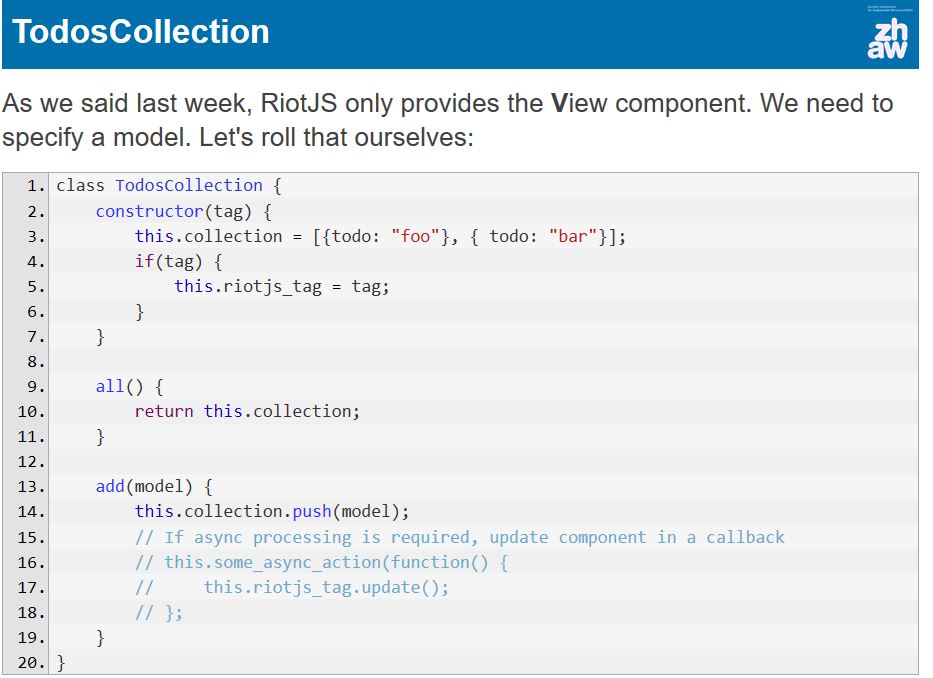 TodosCollection
zh
aw
As we said last week, RiotJS only provides the View component. We need to
specify a model. Let's roll that ourselves:
1. class TodosCollection {
2.     constructor(tag) {
3.         this.collection = [{todo: "foo"}, { todo: "bar"}];
4.         if(tag) {
5.             this.riotjs_tag = tag;
6.         }
7.     }
8.
9.     all() {
10.         return this.collection;
11.     }
12.
13.     add(model) {
14.         this.collection.push(model);
15.         // If async processing is required, update component in a callback
16.         // this.some_async_action(function() {
17.         //     this.riotjs_tag.update();
18.         // };
19.     }
20. }